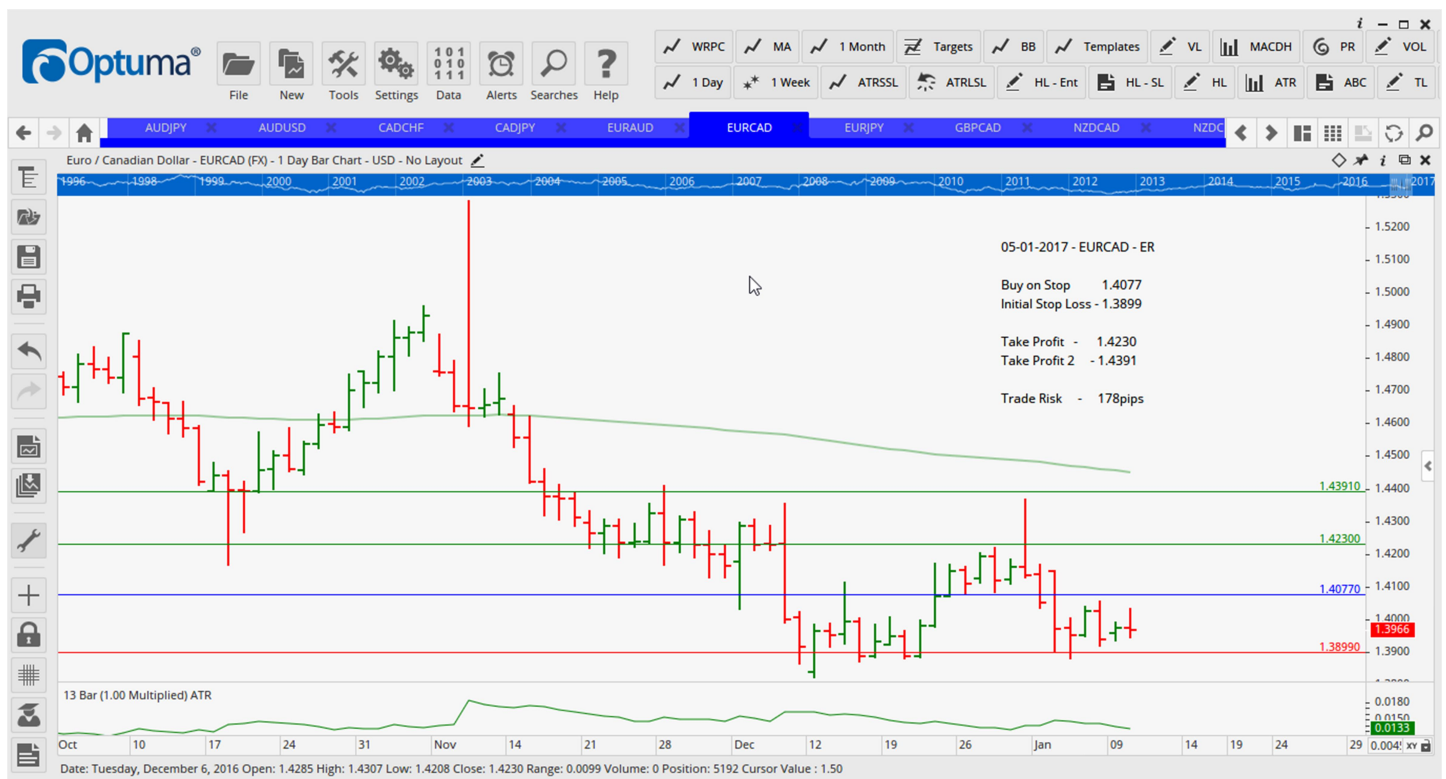 i
Optuma®
101
010
111
File New Tools Settings Data Alerts Searches Help
WRPC MA 1 Month Targets BB Templates VL MACDH PR VOL
1 Day 1 Week ATRSSL ATRLSL HL - Ent HL - SL HL ATR ABC TL
AUDJPY AUDUSD CADCHF CADJPY EURAUD EURCAD EURJPY GBPCAD NZDCAD NZDC
Euro / Canadian Dollar - EURCAD (FX) - 1 Day Bar Chart - USD - No Layout
i
1996 1998 1999 2000 2001 2002 2003 2004 2005 2006 2007 2008 2009 2010 2011 2012 2013 2014 2015 2016 2017
1.5200
1.5100
1.5000
1.4900
1.4800
1.4700
1.4600
1.4500
1.4400
1.4300
1.4200
1.4100
1.4000
1.3966
1.3900
05-01-2017 - EURCAD - ER
Buy on Stop 1.4077
Initial Stop Loss - 1.3899
Take Profit - 1.4230
Take Profit 2 - 1.4391
Trade Risk - 178pips
1.43910
1.42300
1.40770
1.38990
13 Bar (1.00 Multiplied) ATR
0.0180
0.0150
0.0133
Oct 10 17 24 31 Nov 14 21 28 Dec 12 19 26 Jan 09 14 19 24 29 XY
Date: Tuesday, December 6, 2016 Open: 1.4285 High: 1.4307 Low: 1.4208 Close: 1.4230 Range: 0.0099 Volume: 0 Position: 5192 Cursor Value : 1.50